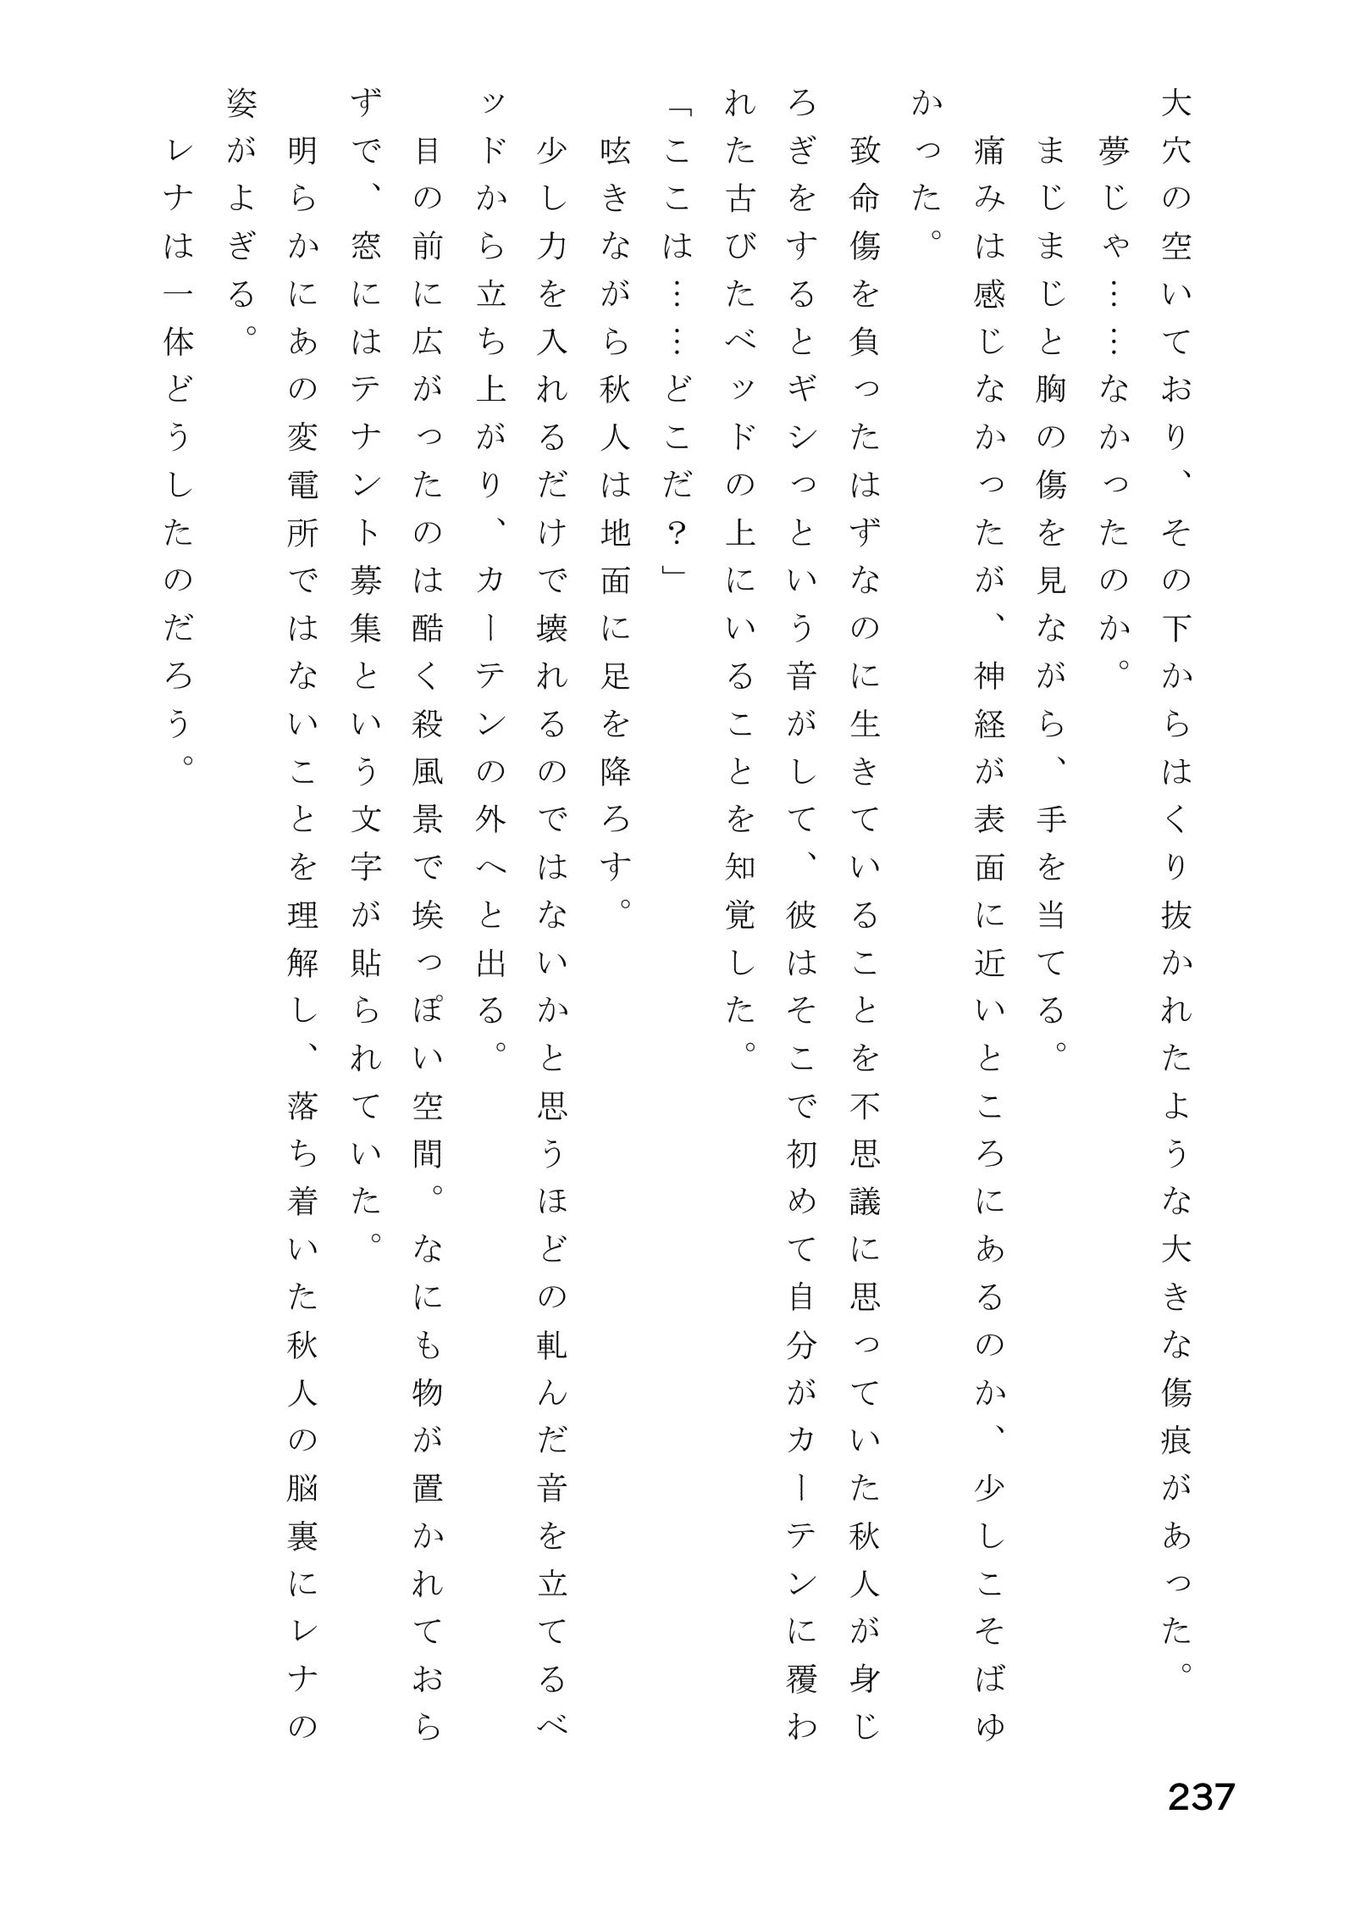 大穴の空いており、その下からはくり抜かれたような大きな傷痕があった。
　夢じゃ……なかったのか。
　まじまじと胸の傷を見ながら、手を当てる。
　痛みは感じなかったが、神経が表面に近いところにあるのか、少しこそばゆ
かった。
　致命傷を負ったはずなのに生きていることを不思議に思っていた秋人が身じ
ろぎをするとギシっという音がして、彼はそこで初めて自分がカーテンに覆わ
れた古びたベッドの上にいることを知覚した。
「ここは……どこだ？」
　呟きながら秋人は地面に足を降ろす。
　少し力を入れるだけで壊れるのではないかと思うほどの軋んだ音を立てるベ
ッドから立ち上がり、カーテンの外へと出る。
　目の前に広がったのは酷く殺風景で埃っぽい空間。なにも物が置かれておら
ずで、窓にはテナント募集という文字が貼られていた。
　明らかにあの変電所ではないことを理解し、落ち着いた秋人の脳裏にレナの
姿がよぎる。
　レナは一体どうしたのだろう。
237